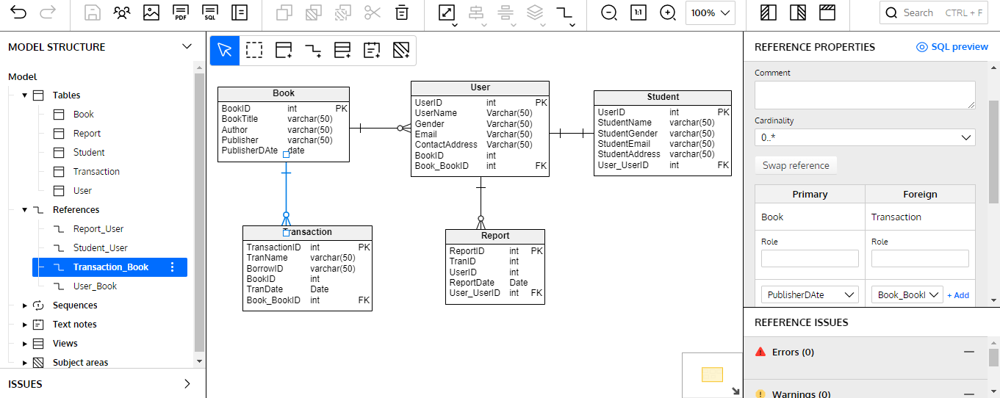 PDF
SQL
1:1
100%
Search CTRL + F
MODEL STRUCTURE
Model
Tables
Book
Report
Student
Transaction
User
References
Report_User
Student_User
Transaction_Book
User_Book
Sequences
Text notes
Views
Subject areas
ISSUES
Book
BookID int PK
BookTitle varchar(50)
Author varchar(50)
Publisher varchar(50)
PublisherDAte date
User
UserID int PK
UserName Varchar(50)
Gender Varchar(50)
Email Varchar(50)
ContactAddress Varchar(50)
BookID int
Book_BookID int FK
Student
UserID int PK
StudentName varchar(50)
StudentGender varchar(50)
StudentEmail varchar(50)
StudentAddress varchar(50)
User_UserID int FK
Transaction
TransactionID int PK
TranName varchar(50)
BorrowID varchar(50)
BookID int
TranDate Date
Book_BookID int FK
Report
ReportID int PK
TranID int
UserID int
ReportDate Date
User_UserID int FK
REFERENCE PROPERTIES SQL preview
Comment
Cardinality
0..*
Swap reference
Primary Foreign
Book Transaction
Role Role
PublisherDAte Book_BookI + Add
REFERENCE ISSUES
Errors (0)
Warnings (0)